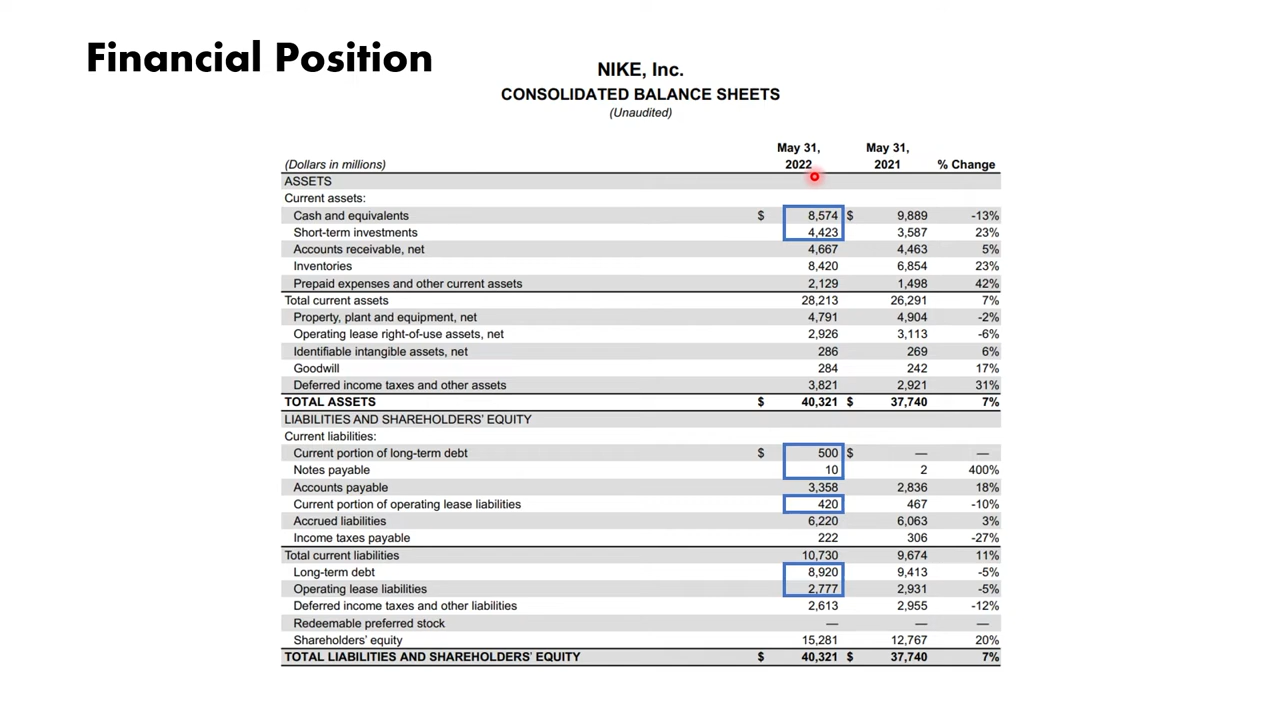 Financial Position
NIKE, Inc.
CONSOLIDATED BALANCE SHEETS
(Unaudited)
May 31, May 31,
(Dollars in millions) 2022 2021 % Change
ASSETS
Current assets:
Cash and equivalents $ 8,574 $ 9,889 -13%
Short-term investments 4,423 3,587 23%
Accounts receivable, net 4,667 4,463 5%
Inventories 8,420 6,854 23%
Prepaid expenses and other current assets 2,129 1,498 42%
Total current assets 28,213 26,291 7%
Property, plant and equipment, net 4,791 4,904 -2%
Operating lease right-of-use assets, net 2,926 3,113 -6%
Identifiable intangible assets, net 286 269 6%
Goodwill 284 242 17%
Deferred income taxes and other assets 3,821 2,921 31%
TOTAL ASSETS $ 40,321 $ 37,740 7%
LIABILITIES AND SHAREHOLDERS' EQUITY
Current liabilities:
Current portion of long-term debt $ 500 $ — —
Notes payable 10 2 400%
Accounts payable 3,358 2,836 18%
Current portion of operating lease liabilities 420 467 -10%
Accrued liabilities 6,220 6,063 3%
Income taxes payable 222 306 -27%
Total current liabilities 10,730 9,674 11%
Long-term debt 8,920 9,413 -5%
Operating lease liabilities 2,777 2,931 -5%
Deferred income taxes and other liabilities 2,613 2,955 -12%
Redeemable preferred stock — — —
Shareholders' equity 15,281 12,767 20%
TOTAL LIABILITIES AND SHAREHOLDERS' EQUITY $ 40,321 $ 37,740 7%